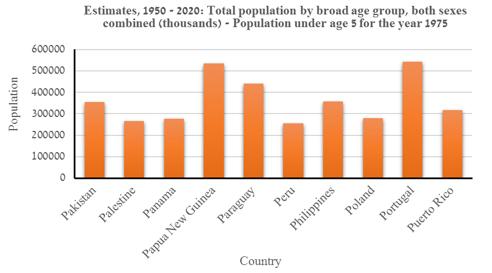 Estimates, 1950 - 2020: Total population by broad age group, both sexes
combined (thousands) - Population under age 5 for the year 1975
Population
600000
500000
400000
300000
200000
100000
0
Pakistan
Palestine
Panama
Papua New Guinea
Paraguay
Peru
Philippines
Poland
Portugal
Puerto Rico
Country